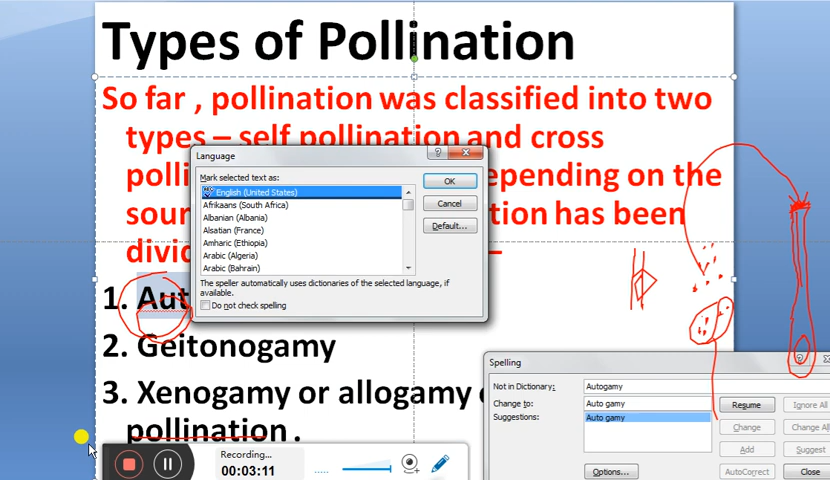 Types of Pollination
So far , pollination was classified into two
types – self pollination and cross
polli
epending on the
sour
tion has been
divid
–
1. Aut
2. Geitonogamy
3. Xenogamy or allogamy
pollination .
Language
Mark selected text as:
English (United States)
Afrikaans (South Africa)
Albanian (Albania)
Alsatian (France)
Amharic (Ethiopia)
Arabic (Algeria)
Arabic (Bahrain)
The speller automatically uses dictionaries of the selected language, if
available.
Do not check spelling
OK
Cancel
Default...
Spelling
Not in Dictionary: Autogamy
Change to: Auto gamy
Suggestions: Auto gamy
Resume Ignore All
Change Change All
Add Suggest
Options... AutoCorrect Close
Recording...
00:03:11